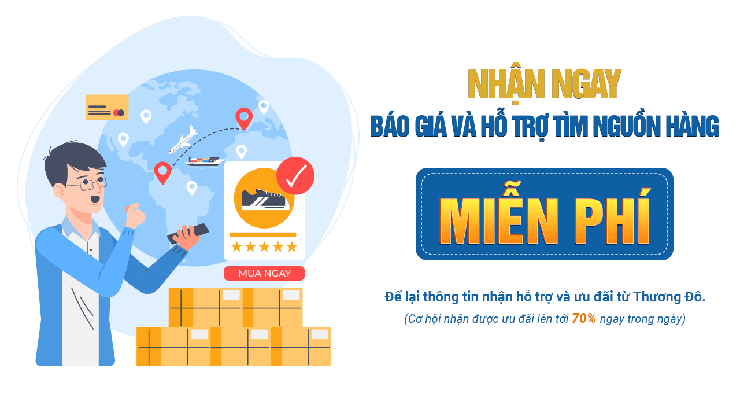 NHẬN NGAY
BÁO GIÁ VÀ HỖ TRỢ TÌM NGUỒN HÀNG
MIỄN PHÍ
MUA NGAY
Để lại thông tin nhận hỗ trợ và ưu đãi từ Thương Đô.
(Cơ hội nhận được ưu đãi lên tới 70% ngay trong ngày)